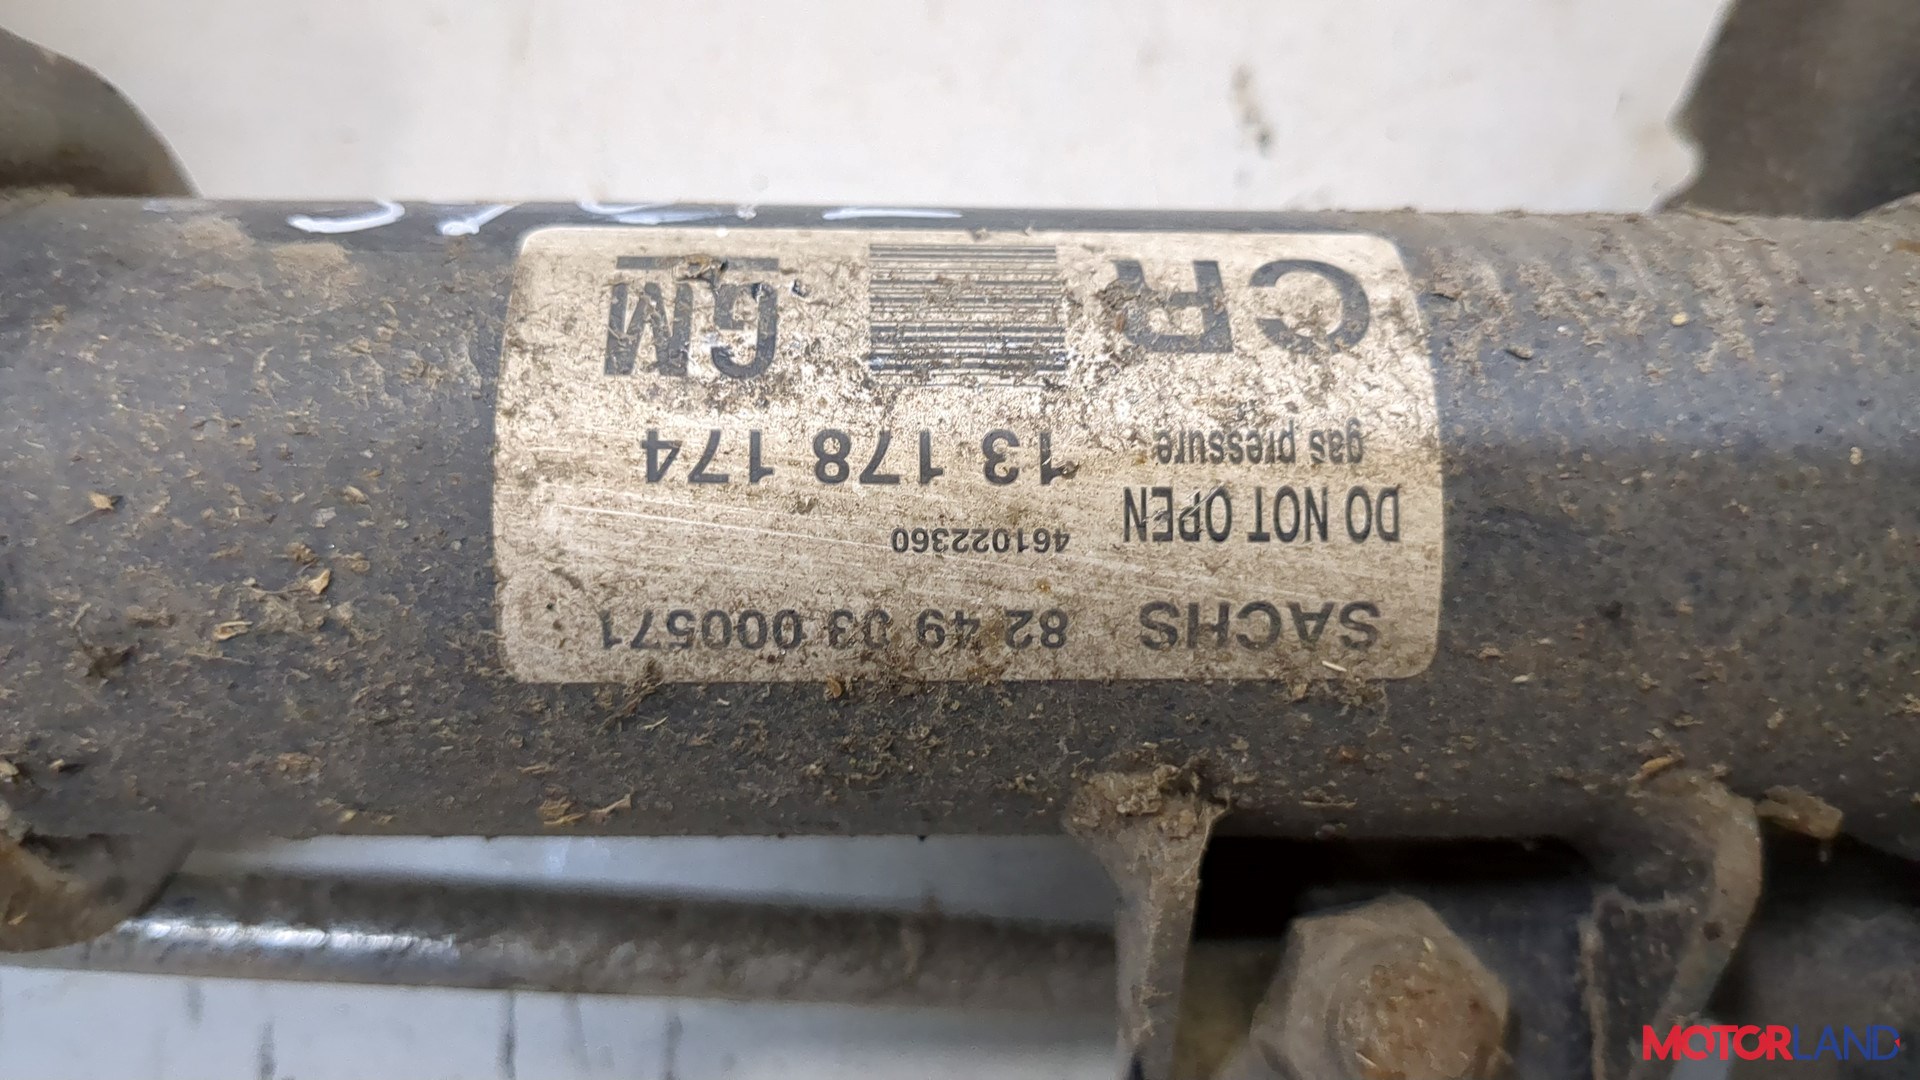 SACHS 82 49 03 000571
DO NOT OPEN 461022360
gas pressure 13 178 174
CR GM
MOTORLAND